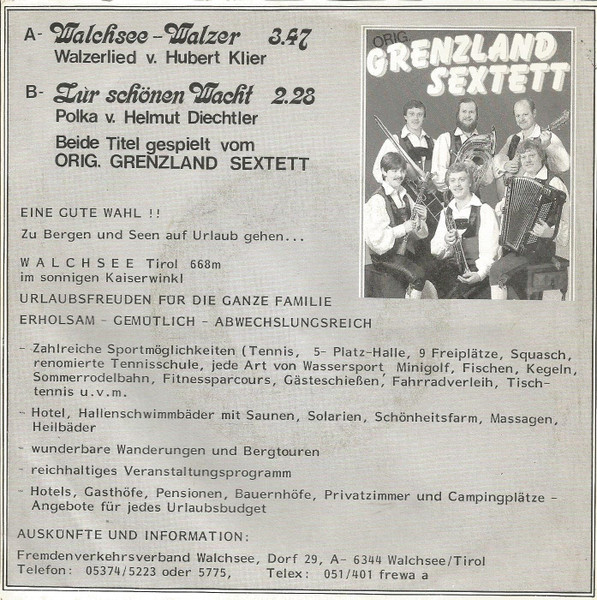 A- Walchsee-Walzer 3.47
Walzerlied v. Hubert Klier
B- Zur schönen Wacht 2.28
Polka v. Helmut Diechtler
Beide Titel gespielt vom
ORIG. GRENZLAND SEXTETT
ORIG.
GRENZLAND
SEXTETT
EINE GUTE WAHL !!
Zu Bergen und Seen auf Urlaub gehen...
WALCHSEE Tirol 668m
im sonnigen Kaiserwinkl
URLAUBSFREUDEN FÜR DIE GANZE FAMILIE
ERHOLSAM - GEMÜTLICH - ABWECHSLUNGSREICH
- Zahlreiche Sportmöglichkeiten (Tennis, 5- Platz-Halle, 9 Freiplätze, Squasch,
renomierte Tennisschule, jede Art von Wassersport, Minigolf, Fischen, Kegeln,
Sommerrodelbahn, Fitnessparcours, Gästeschießen, Fahrradverleih, Tisch-
tennis u.v.m.
- Hotel, Hallenschwimmbäder mit Saunen, Solarien, Schönheitsfarm, Massagen,
Heilbäder
- wunderbare Wanderungen und Bergtouren
- reichhaltiges Veranstaltungsprogramm
- Hotels, Gasthöfe, Pensionen, Bauernhöfe, Privatzimmer und Campingplätze -
Angebote für jedes Urlaubsbudget
AUSKÜNFTE UND INFORMATION:
Fremdenverkehrsverband Walchsee, Dorf 29, A- 6344 Walchsee/Tirol
Telefon: 05374/5223 oder 5775, Telex: 051/401 frewa a